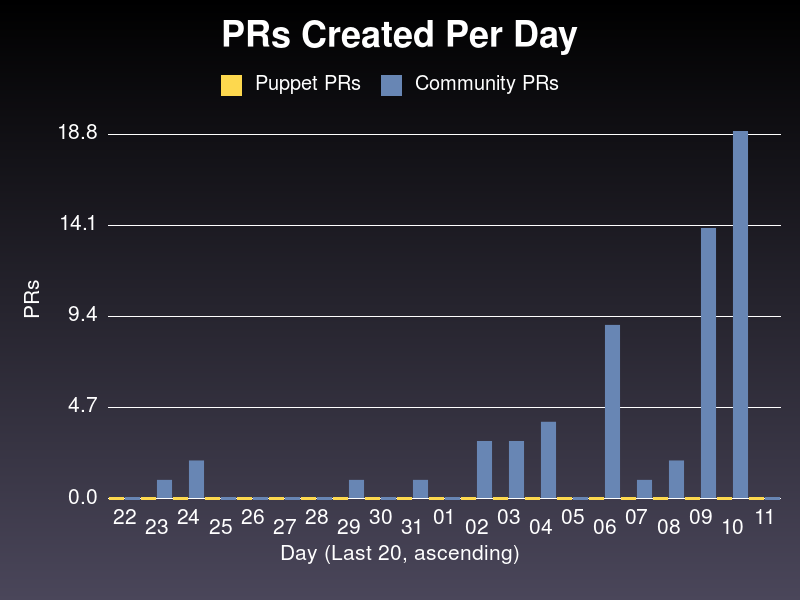 PRs Created Per Day
Puppet PRs Community PRs
18.8
14.1
9.4
4.7
0.0
PRs
22 23 24 25 26 27 28 29 30 31 01 02 03 04 05 06 07 08 09 10 11
Day (Last 20, ascending)